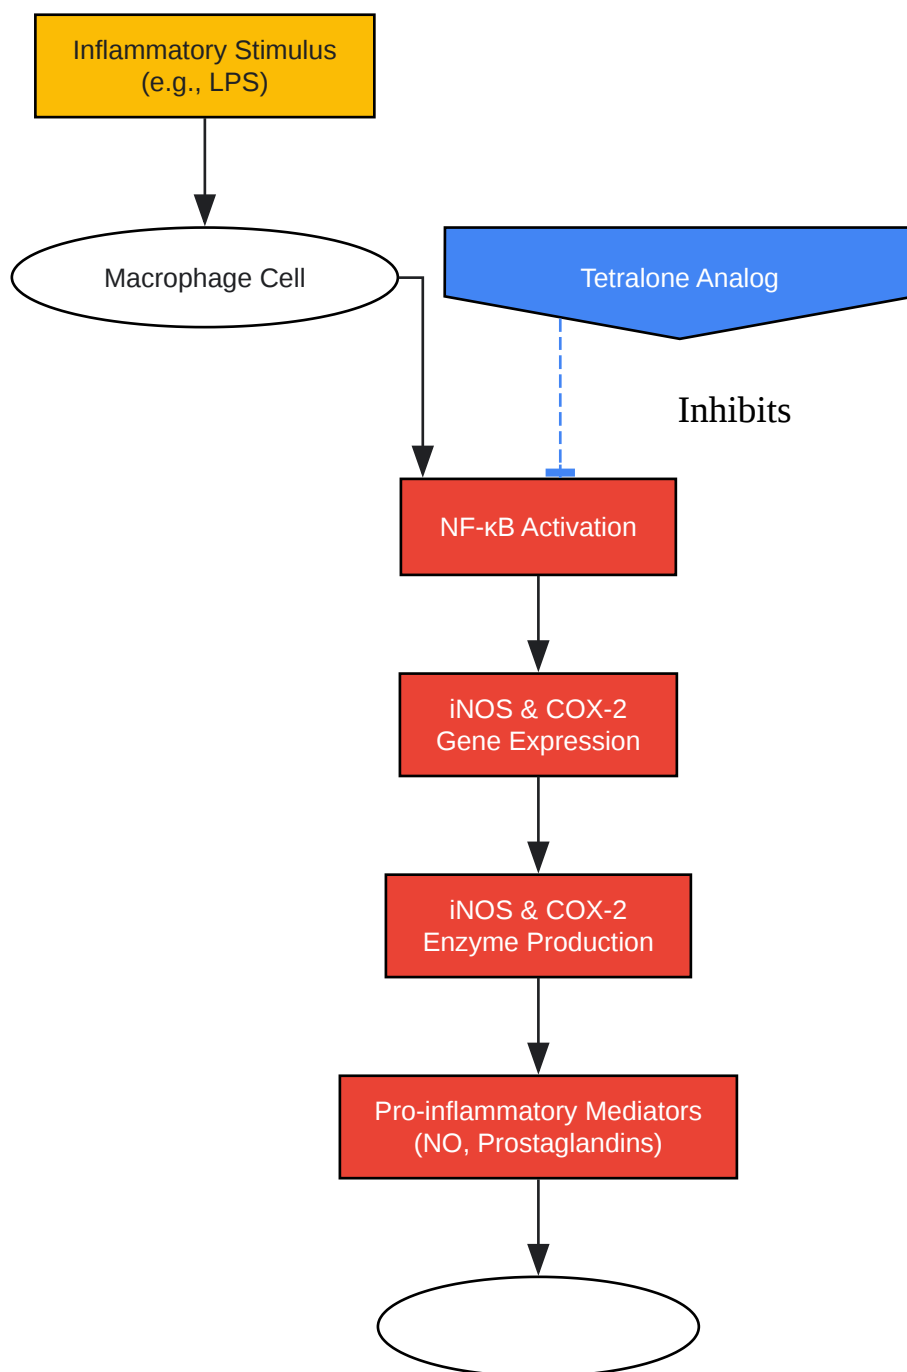 Inflammatory Stimulus
(e.g., LPS)
Macrophage Cell
Tetralone Analog
Inhibits
NF-κB Activation
iNOS & COX-2
Gene Expression
iNOS & COX-2
Enzyme Production
Pro-inflammatory Mediators
(NO, Prostaglandins)